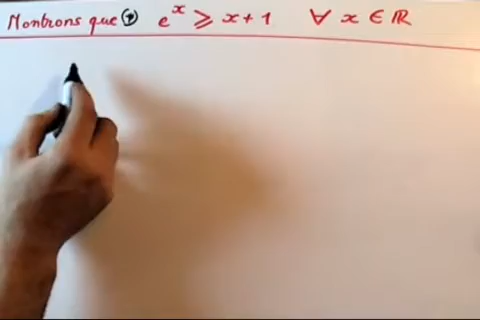 Montrons que (*) e^x ⩾ x + 1 ∀ x ∈ ℝ